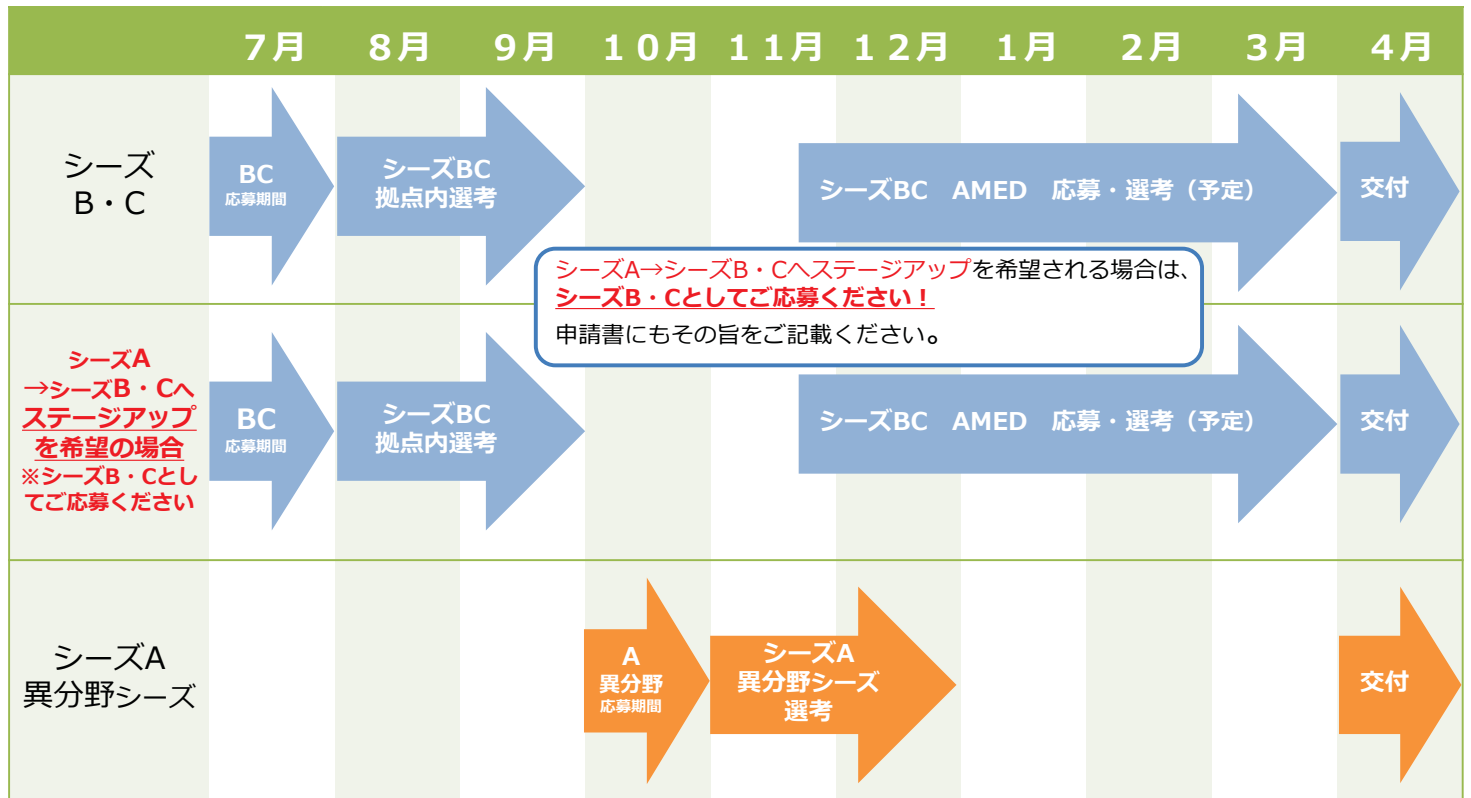 7月 8月 9月 10月 11月 12月 1月 2月 3月 4月
シーズ
B・C
BC
応募期間
シーズBC
拠点内選考
シーズBC AMED 応募・選考（予定）
交付
シーズA→シーズB・Cへステージアップを希望される場合は、
シーズB・Cとしてご応募ください！
申請書にもその旨をご記載ください。
シーズA
→シーズB・Cへ
ステージアップ
を希望の場合
※シーズB・Cとし
てご応募ください
BC
応募期間
シーズBC
拠点内選考
シーズBC AMED 応募・選考（予定）
交付
シーズA
異分野シーズ
A
異分野
応募期間
シーズA
異分野シーズ
選考
交付